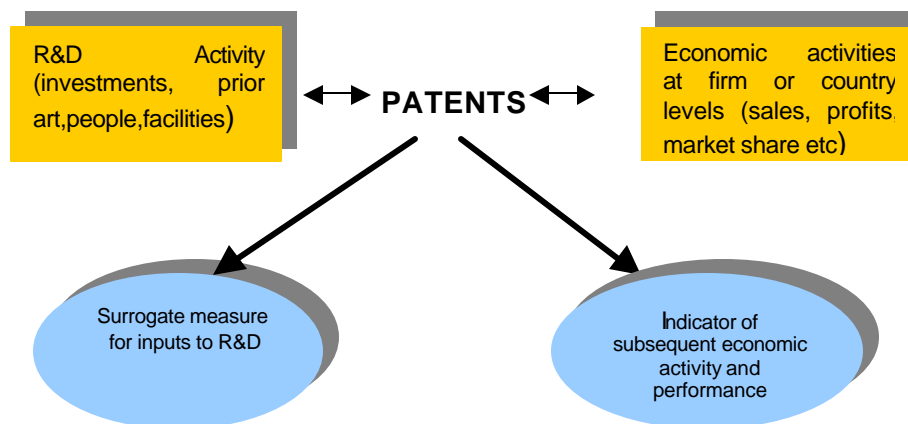 R&D Activity
(investments, prior
art,people,facilities)
PATENTS
Economic activities
at firm or country
levels (sales, profits,
market share etc)
Surrogate measure
for inputs to R&D
Indicator of
subsequent economic
activity and
performance